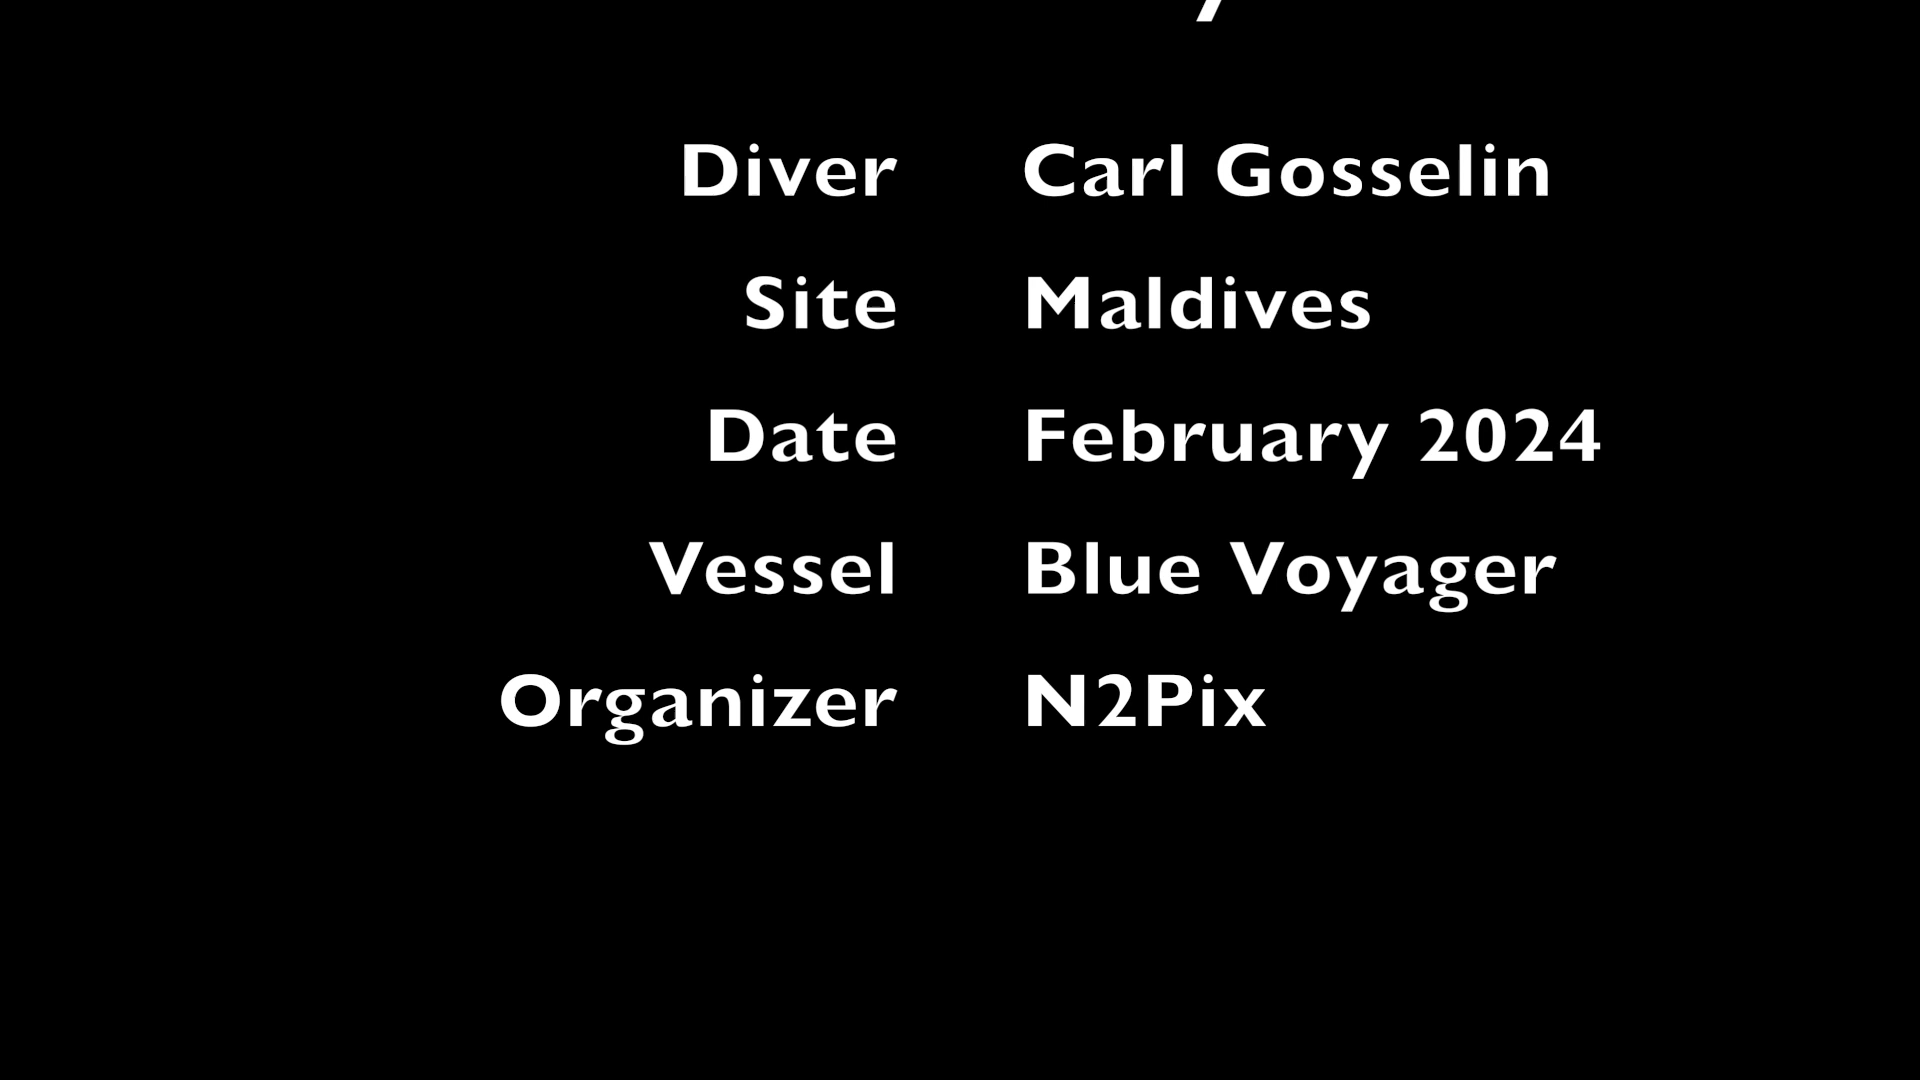 Diver Carl Gosselin
Site Maldives
Date February 2024
Vessel Blue Voyager
Organizer N2Pix